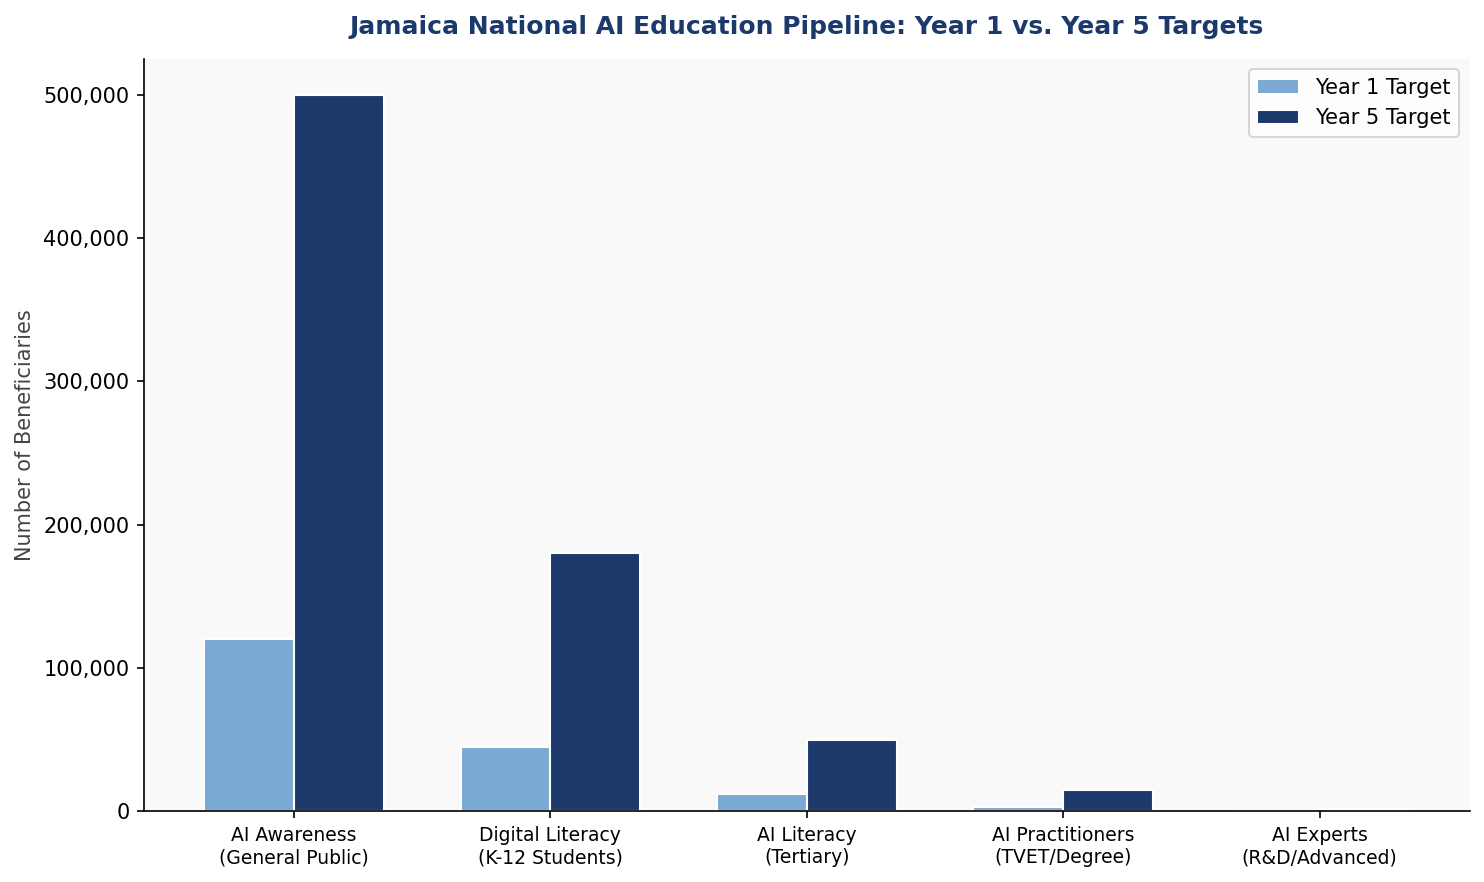 Jamaica National AI Education Pipeline: Year 1 vs. Year 5 Targets
Year 1 Target
Year 5 Target
Number of Beneficiaries
500,000
400,000
300,000
200,000
100,000
0
AI Awareness
(General Public)
Digital Literacy
(K-12 Students)
AI Literacy
(Tertiary)
AI Practitioners
(TVET/Degree)
AI Experts
(R&D/Advanced)